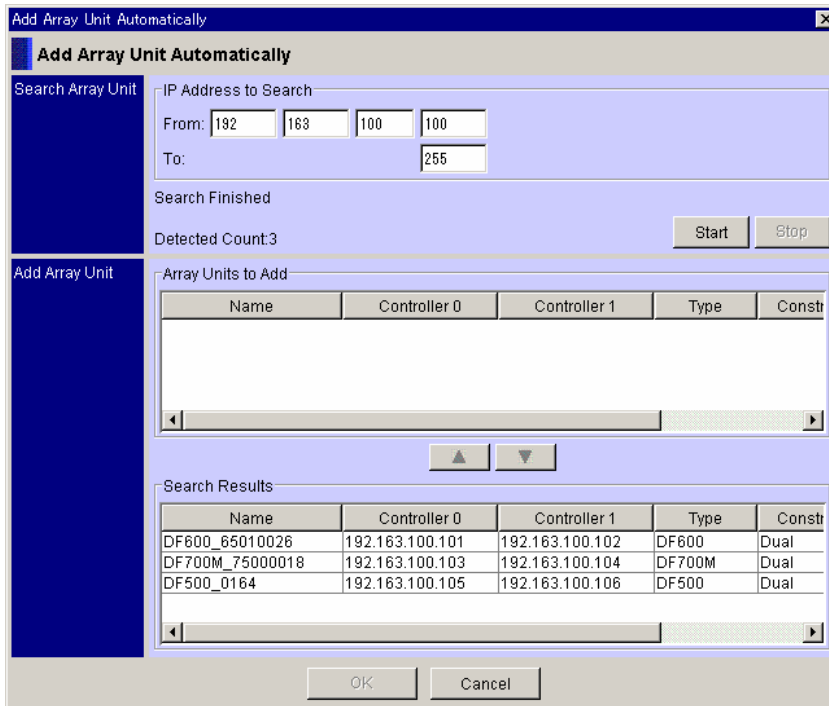 Add Array Unit Automatically
Add Array Unit Automatically
Search Array Unit
IP Address to Search
From: 192 163 100 100
To: 255
Search Finished
Detected Count:3
Start Stop
Add Array Unit
Array Units to Add
Name Controller 0 Controller 1 Type Constr
Search Results
Name Controller 0 Controller 1 Type Constr
DF600_65010026 192.163.100.101 192.163.100.102 DF600 Dual
DF700M_75000018 192.163.100.103 192.163.100.104 DF700M Dual
DF500_0164 192.163.100.105 192.163.100.106 DF500 Dual
OK Cancel